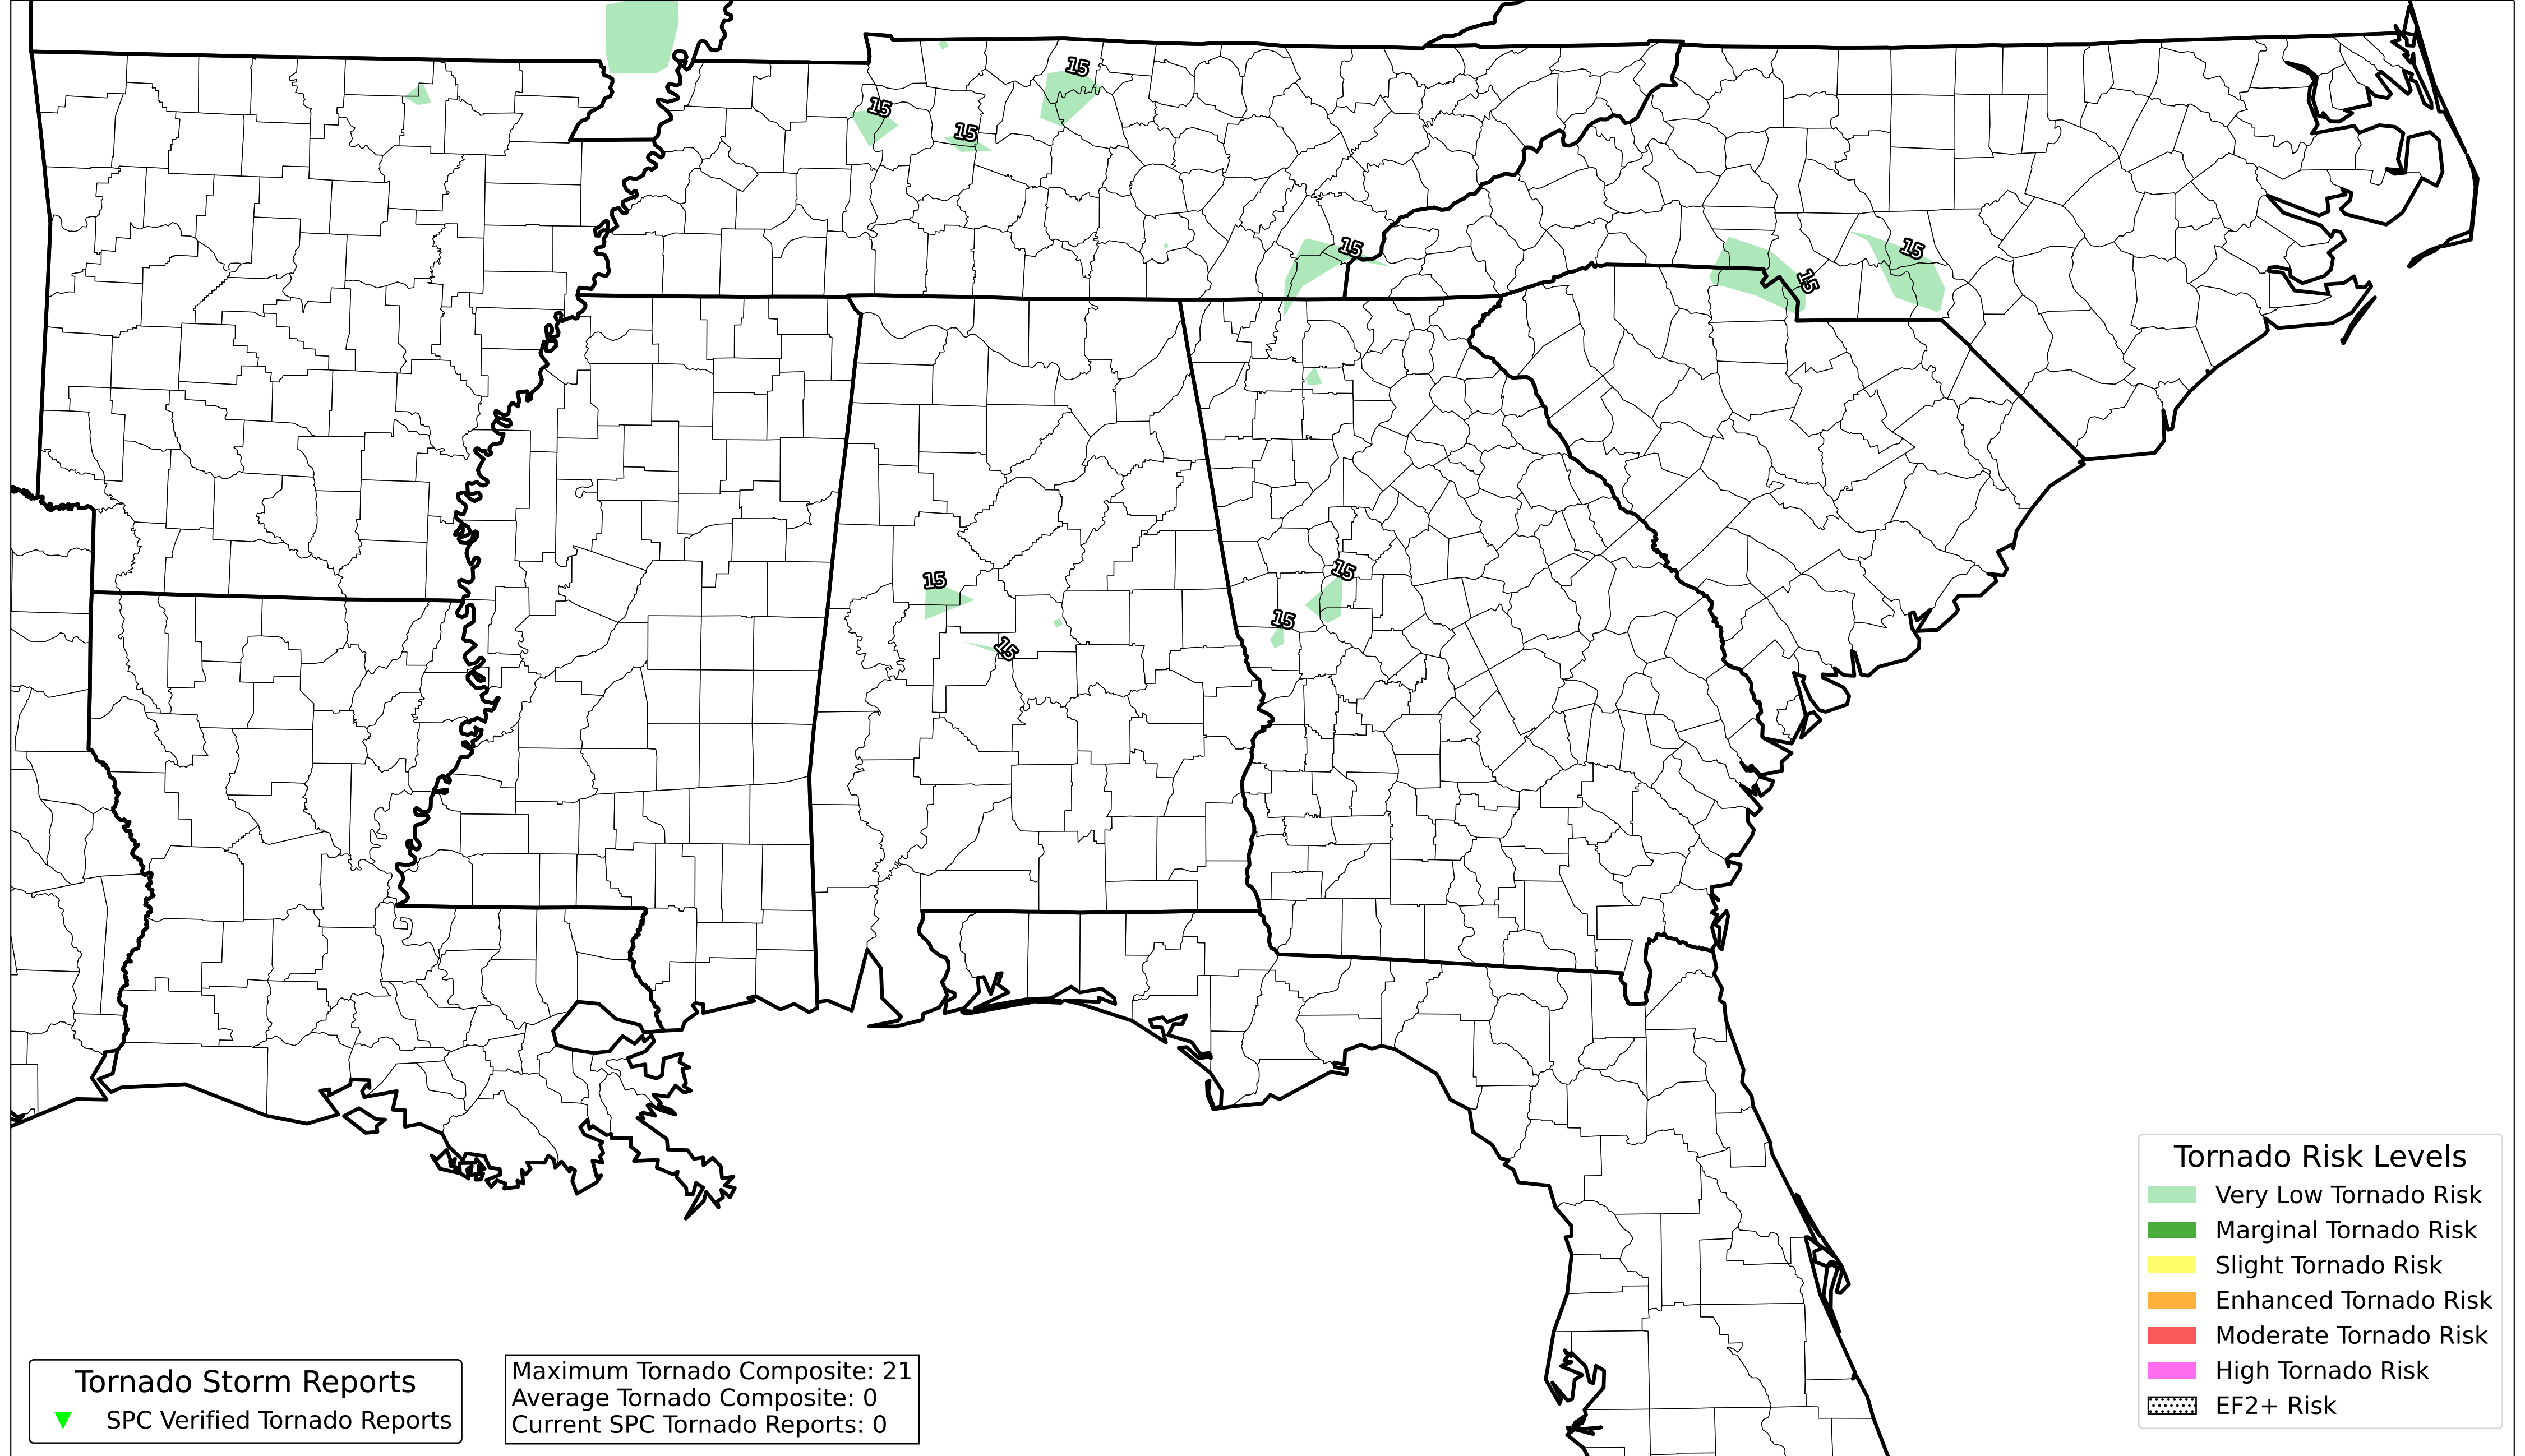 15
15
15
15
15
15
15
15
15
15
Tornado Risk Levels
Very Low Tornado Risk
Marginal Tornado Risk
Slight Tornado Risk
Enhanced Tornado Risk
Moderate Tornado Risk
High Tornado Risk
EF2+ Risk
Tornado Storm Reports
SPC Verified Tornado Reports
Maximum Tornado Composite: 21
Average Tornado Composite: 0
Current SPC Tornado Reports: 0